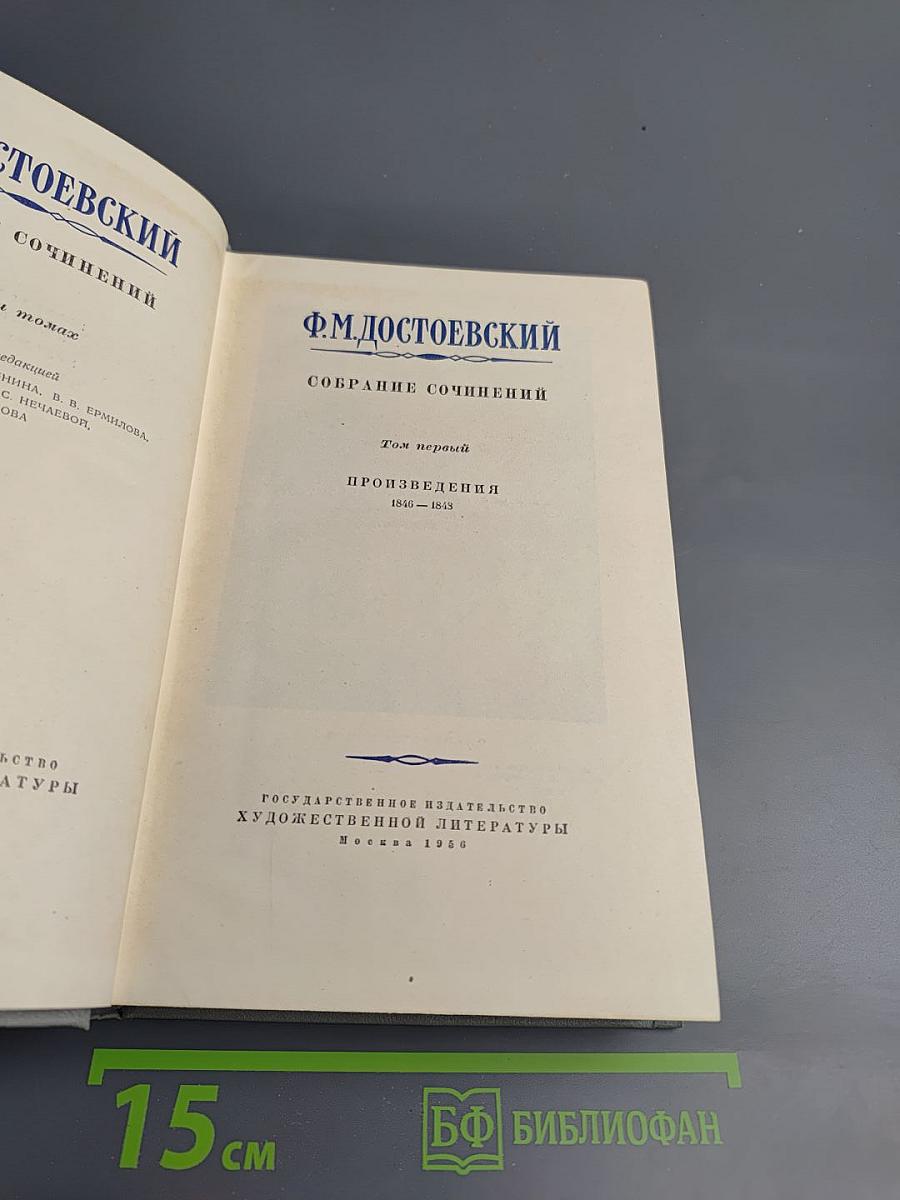 СТОЕВСКИЙ
СОЧИНЕНИЙ
томах
едакцией
НИНА, В. В. ЕРМИЛОВА,
С. НЕЧАЕВОЙ,
ОВА
ЬСТВО
АТУРЫ
Ф.М.ДОСТОЕВСКИЙ
СОБРАНИЕ СОЧИНЕНИЙ
Том первый
ПРОИЗВЕДЕНИЯ
1846 — 1848
ГОСУДАРСТВЕННОЕ ИЗДАТЕЛЬСТВО
ХУДОЖЕСТВЕННОЙ ЛИТЕРАТУРЫ
Москва 1956
15 см
БФ БИБЛИОФАН